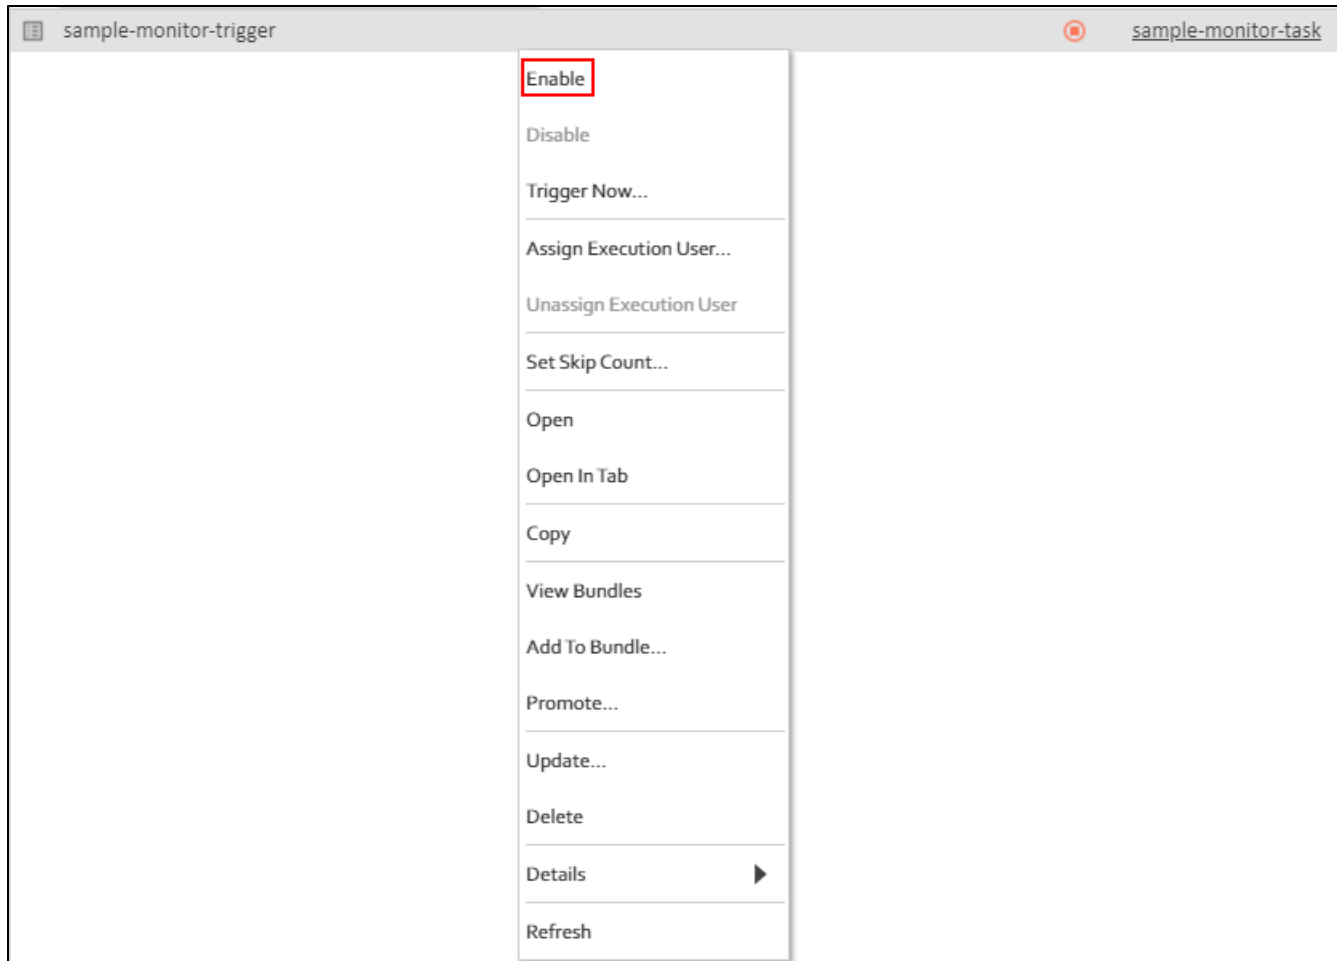 sample-monitor-trigger sample-monitor-task
Enable
Disable
Trigger Now...
Assign Execution User...
Unassign Execution User
Set Skip Count...
Open
Open In Tab
Copy
View Bundles
Add To Bundle...
Promote...
Update...
Delete
Details
Refresh